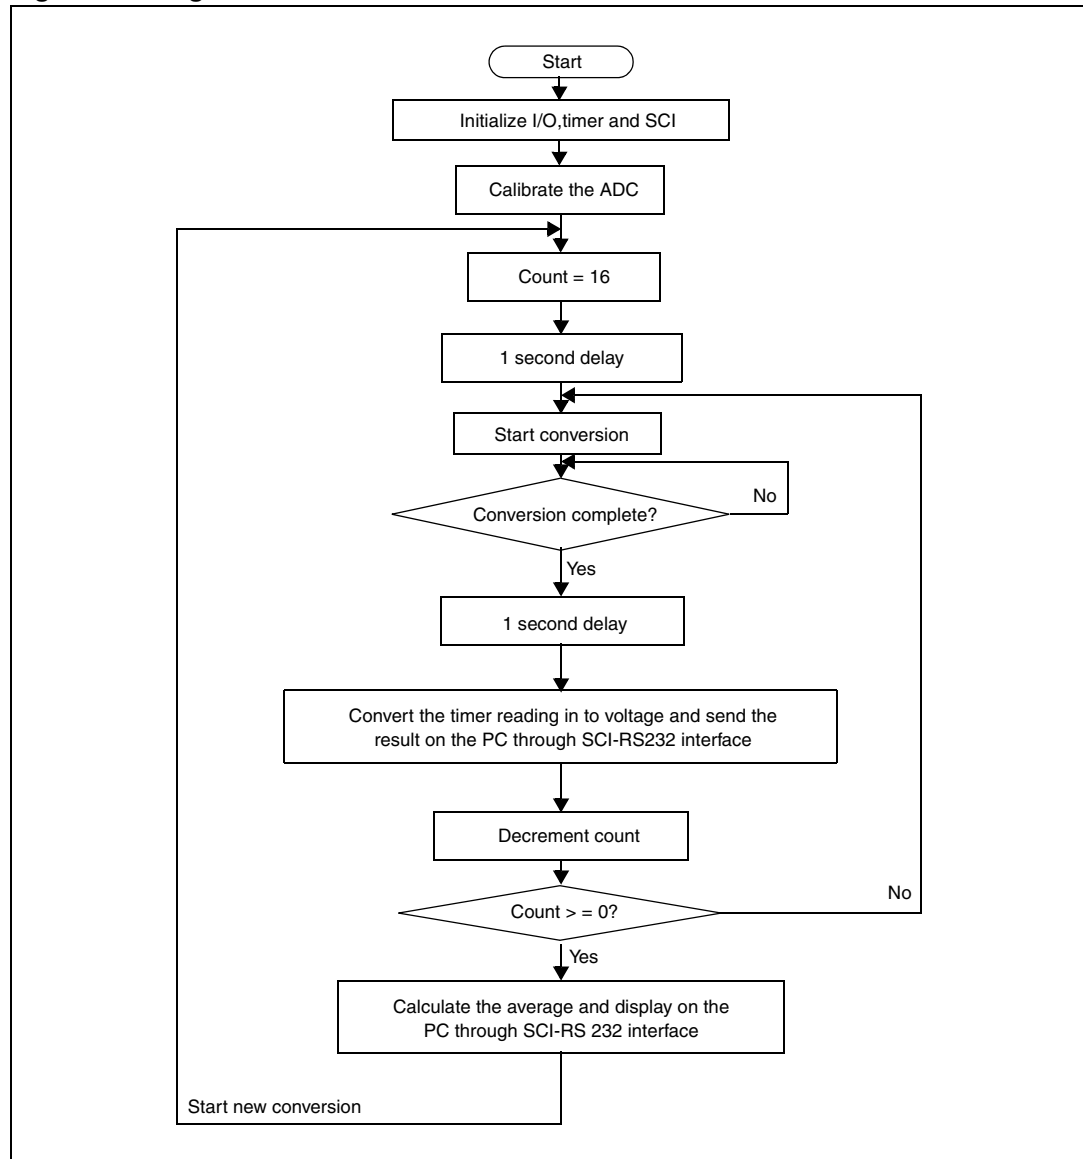 Start
Initialize I/O,timer and SCI
Calibrate the ADC
Count = 16
1 second delay
Start conversion
No
Conversion complete?
Yes
1 second delay
Convert the timer reading in to voltage and send the
result on the PC through SCI-RS232 interface
Decrement count
No
Count > = 0?
Yes
Calculate the average and display on the
PC through SCI-RS 232 interface
Start new conversion